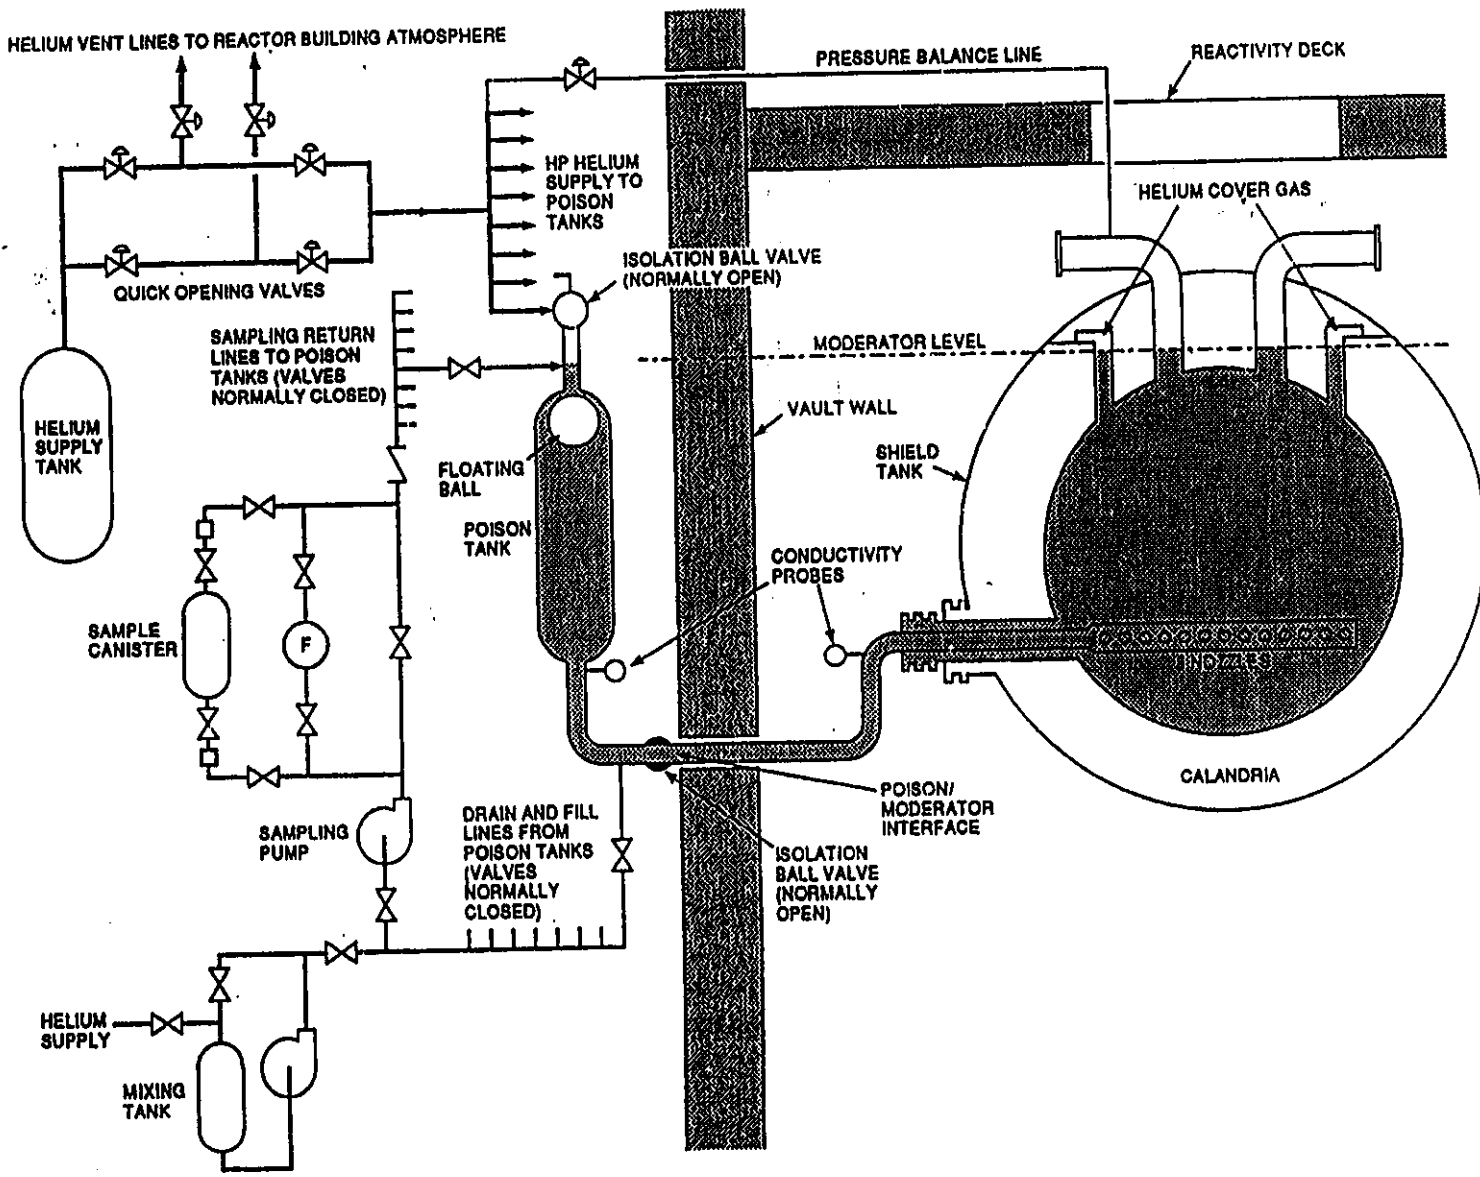 HELIUM VENT LINES TO REACTOR BUILDING ATMOSPHERE
PRESSURE BALANCE LINE
REACTIVITY DECK
HP HELIUM
SUPPLY TO
POISON
TANKS
HELIUM COVER GAS
ISOLATION BALL VALVE
(NORMALLY OPEN)
QUICK OPENING VALVES
SAMPLING RETURN
LINES TO POISON
TANKS (VALVES
NORMALLY CLOSED)
MODERATOR LEVEL
HELIUM
SUPPLY
TANK
VAULT WALL
SHIELD
TANK
FLOATING
BALL
POISON
TANK
CONDUCTIVITY
PROBES
SAMPLE
CANISTER
F
NOZZLES
CALANDRIA
POISON/
MODERATOR
INTERFACE
DRAIN AND FILL
LINES FROM
POISON TANKS
(VALVES
NORMALLY
CLOSED)
SAMPLING
PUMP
ISOLATION
BALL VALVE
(NORMALLY
OPEN)
HELIUM
SUPPLY
MIXING
TANK